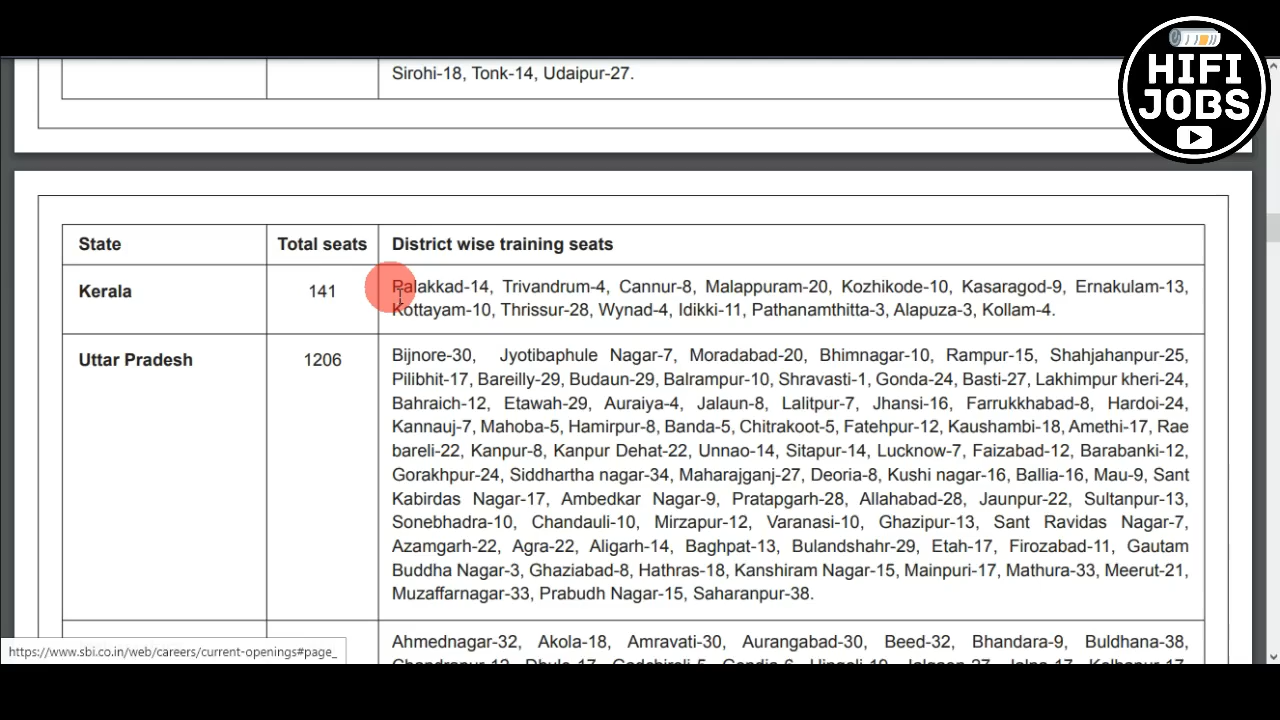 HIFI
JOBS
Sirohi-18, Tonk-14, Udaipur-27.
State Total seats District wise training seats
Kerala 141 Palakkad-14, Trivandrum-4, Cannur-8, Malappuram-20, Kozhikode-10, Kasaragod-9, Ernakulam-13,
Kottayam-10, Thrissur-28, Wynad-4, Idikki-11, Pathanamthitta-3, Alapuza-3, Kollam-4.
Uttar Pradesh 1206 Bijnore-30, Jyotibaphule Nagar-7, Moradabad-20, Bhimnagar-10, Rampur-15, Shahjahanpur-25,
Pilibhit-17, Bareilly-29, Budaun-29, Balrampur-10, Shravasti-1, Gonda-24, Basti-27, Lakhimpur kheri-24,
Bahraich-12, Etawah-29, Auraiya-4, Jalaun-8, Lalitpur-7, Jhansi-16, Farrukkhabad-8, Hardoi-24,
Kannauj-7, Mahoba-5, Hamirpur-8, Banda-5, Chitrakoot-5, Fatehpur-12, Kaushambi-18, Amethi-17, Rae
bareli-22, Kanpur-8, Kanpur Dehat-22, Unnao-14, Sitapur-14, Lucknow-7, Faizabad-12, Barabanki-12,
Gorakhpur-24, Siddhartha nagar-34, Maharajganj-27, Deoria-8, Kushi nagar-16, Ballia-16, Mau-9, Sant
Kabirdas Nagar-17, Ambedkar Nagar-9, Pratapgarh-28, Allahabad-28, Jaunpur-22, Sultanpur-13,
Sonebhadra-10, Chandauli-10, Mirzapur-12, Varanasi-10, Ghazipur-13, Sant Ravidas Nagar-7,
Azamgarh-22, Agra-22, Aligarh-14, Baghpat-13, Bulandshahr-29, Etah-17, Firozabad-11, Gautam
Buddha Nagar-3, Ghaziabad-8, Hathras-18, Kanshiram Nagar-15, Mainpuri-17, Mathura-33, Meerut-21,
Muzaffarnagar-33, Prabudh Nagar-15, Saharanpur-38.
Ahmednagar-32, Akola-18, Amravati-30, Aurangabad-30, Beed-32, Bhandara-9, Buldhana-38,
https://www.sbi.co.in/web/careers/current-openings#page_